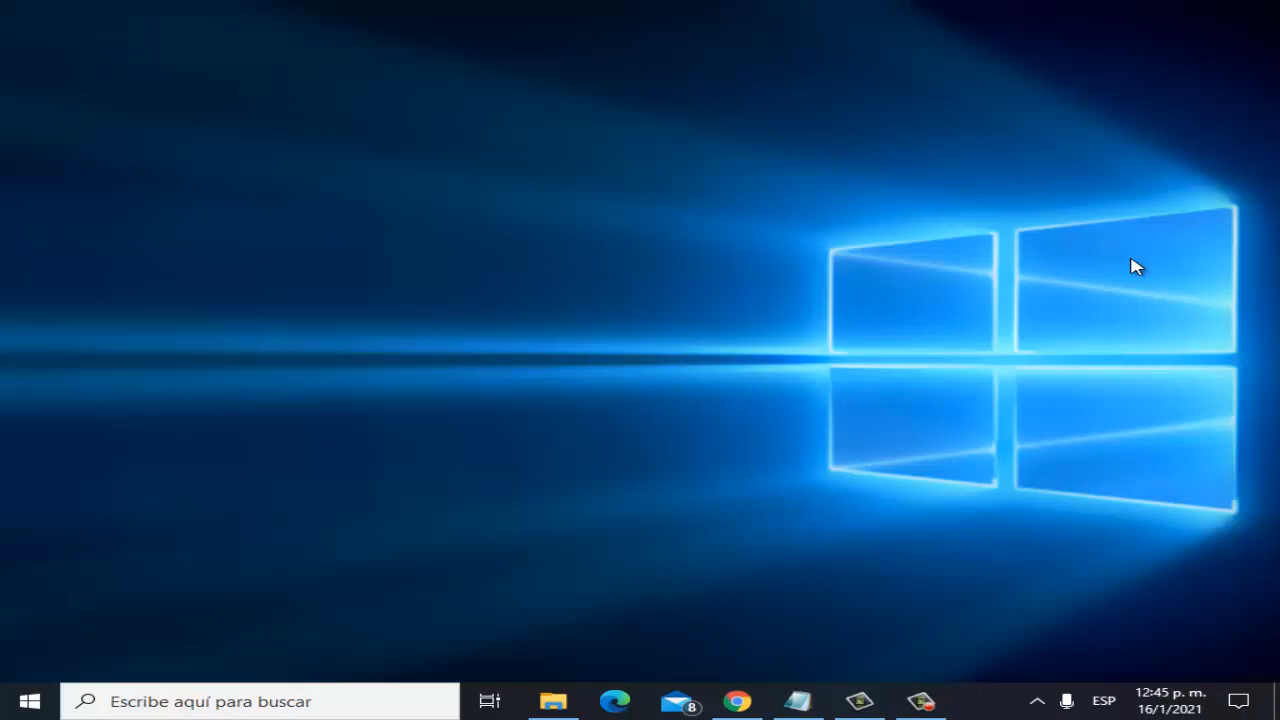 Escribe aquí para buscar
8
ESP
12:45 p. m.
16/1/2021